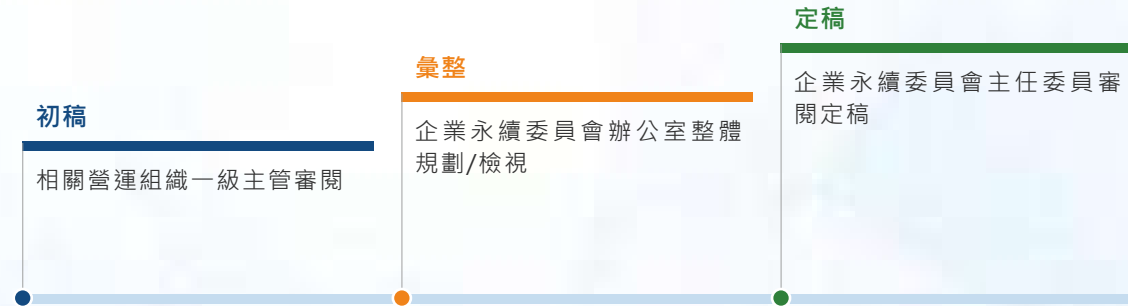 初稿
相關營運組織一級主管審閱
彙整
企業永續委員會辦公室整體
規劃/檢視
定稿
企業永續委員會主任委員審
閱定稿